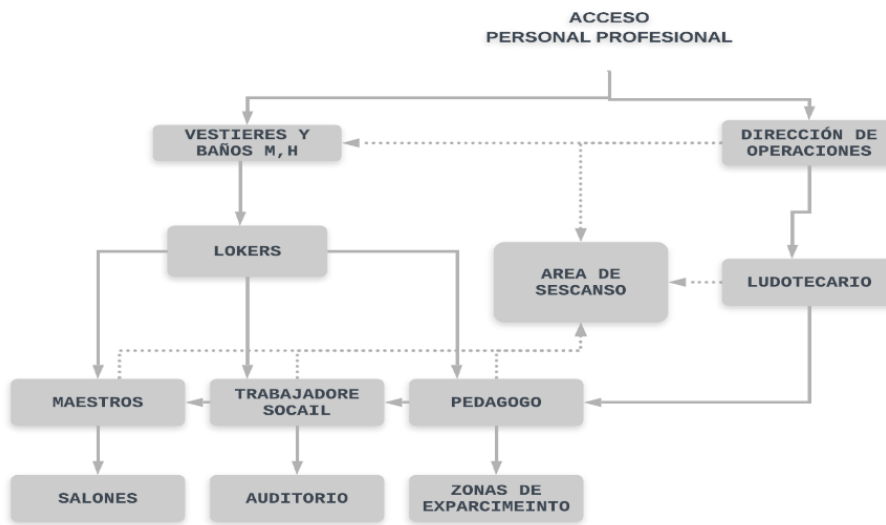 ACCESO
PERSONAL PROFESIONAL
VESTIERES Y
BAÑOS M,H
DIRECCIÓN DE
OPERACIONES
LOKERS
AREA DE
SESCANSO
LUDOTECARIO
MAESTROS
TRABAJADORE
SOCAIL
PEDAGOGO
SALONES
AUDITORIO
ZONAS DE
EXPARCIMEINTO